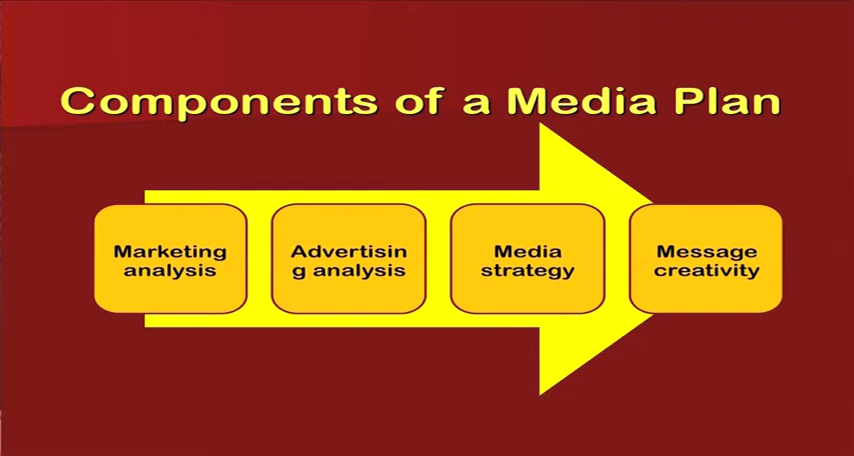 Components of a Media Plan
Marketing
analysis
Advertisin
g analysis
Media
strategy
Message
creativity